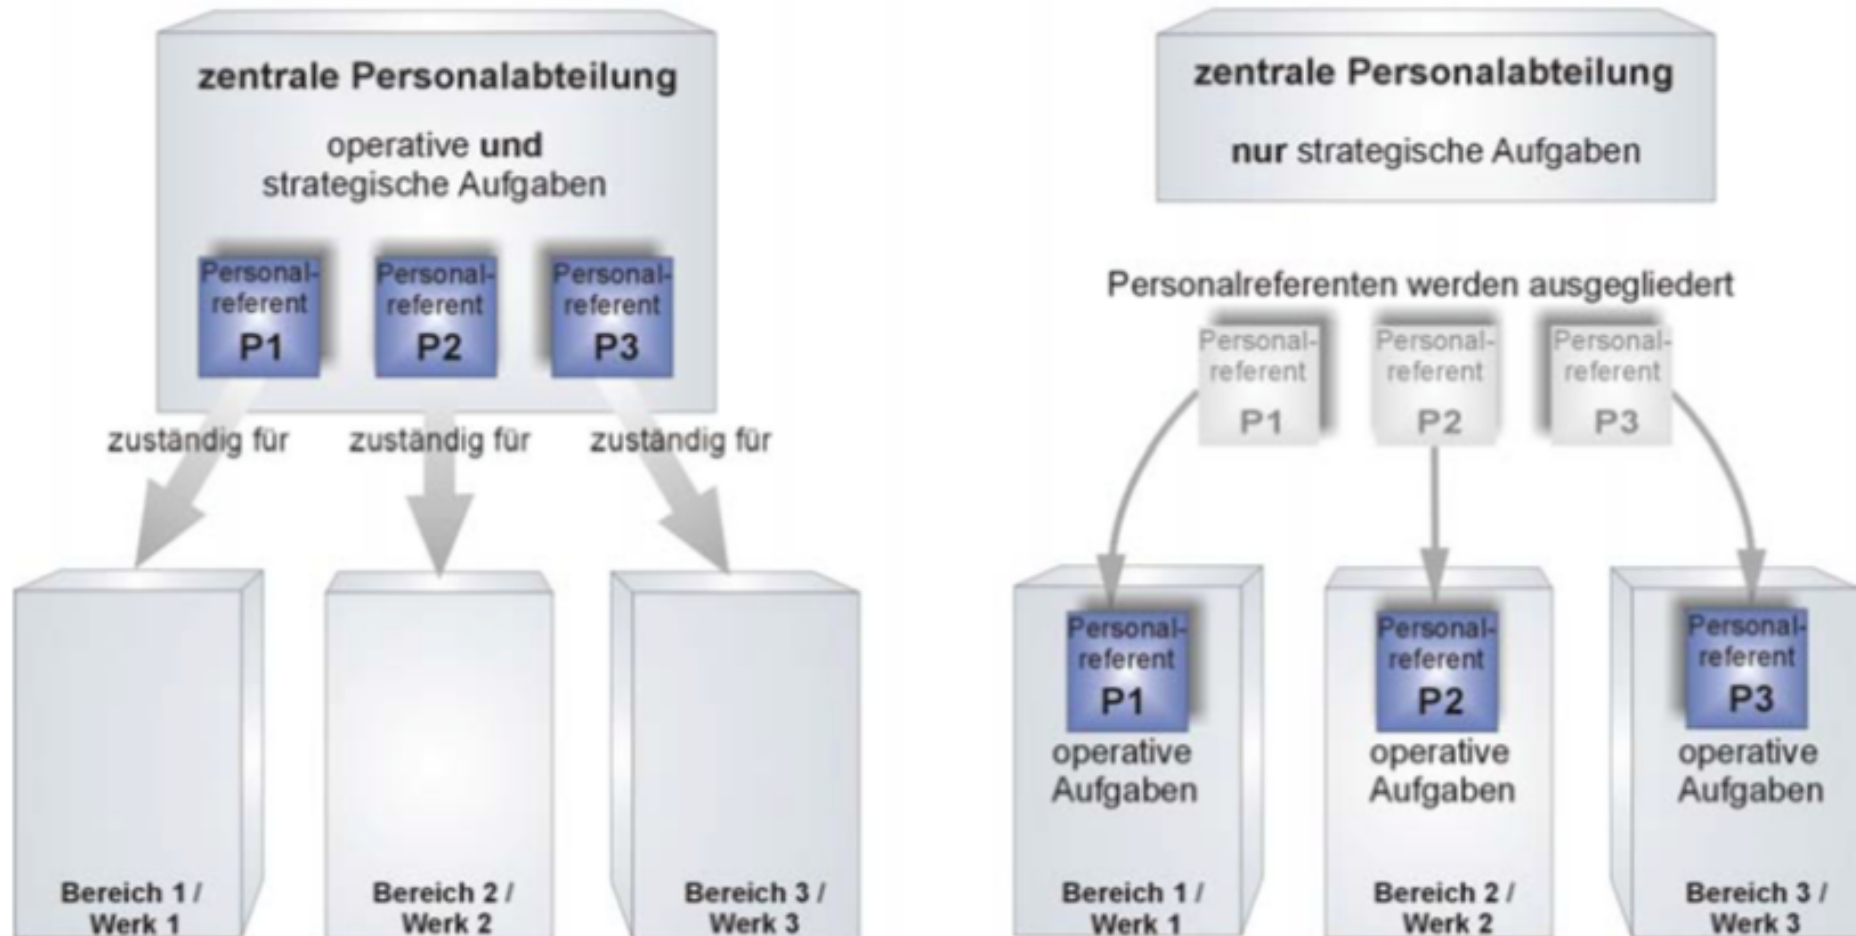 zentrale Personalabteilung
operative und
strategische Aufgaben
Personal-
referent
P1
Personal-
referent
P2
Personal-
referent
P3
zuständig für
zuständig für
zuständig für
Bereich 1 /
Werk 1
Bereich 2 /
Werk 2
Bereich 3 /
Werk 3
zentrale Personalabteilung
nur strategische Aufgaben
Personalreferenten werden ausgegliedert
Personal-
referent
P1
Personal-
referent
P2
Personal-
referent
P3
Personal-
referent
P1
operative
Aufgaben
Bereich 1 /
Werk 1
Personal-
referent
P2
operative
Aufgaben
Bereich 2 /
Werk 2
Personal-
referent
P3
operative
Aufgaben
Bereich 3 /
Werk 3